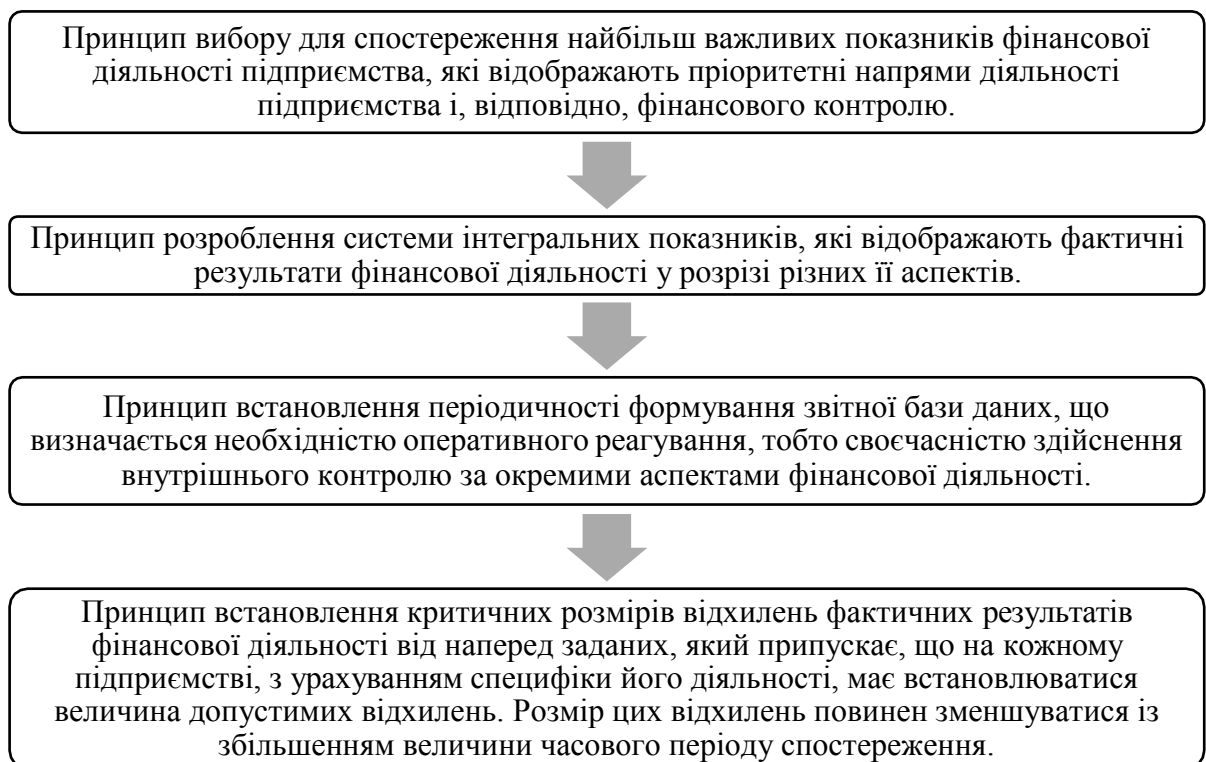 Принцип вибору для спостереження найбільш важливих показників фінансової
діяльності підприємства, які відображають пріоритетні напрями діяльності
підприємства і, відповідно, фінансового контролю.
Принцип розроблення системи інтегральних показників, які відображають фактичні
результати фінансової діяльності у розрізі різних її аспектів.
Принцип встановлення періодичності формування звітної бази даних, що
визначається необхідністю оперативного реагування, тобто своєчасністю здійснення
внутрішнього контролю за окремими аспектами фінансової діяльності.
Принцип встановлення критичних розмірів відхилень фактичних результатів
фінансової діяльності від наперед заданих, який припускає, що на кожному
підприємстві, з урахуванням специфіки його діяльності, має встановлюватися
величина допустимих відхилень. Розмір цих відхилень повинен зменшуватися із
збільшенням величини часового періоду спостереження.